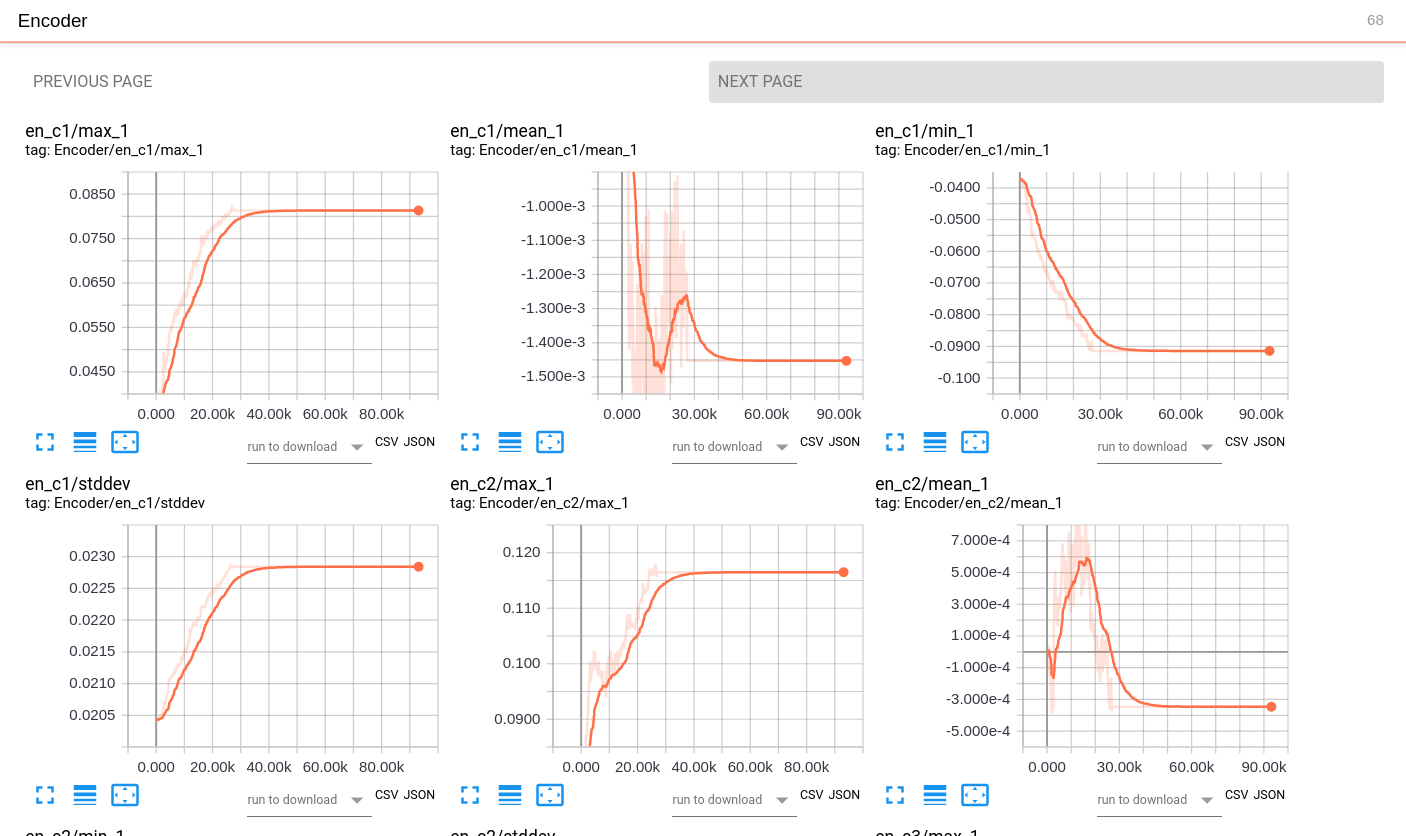 Encoder 68
PREVIOUS PAGE NEXT PAGE
en_c1/max_1
tag: Encoder/en_c1/max_1
0.0850
0.0750
0.0650
0.0550
0.0450
0.000 20.00k 40.00k 60.00k 80.00k
run to download CSV JSON
en_c1/mean_1
tag: Encoder/en_c1/mean_1
-1.000e-3
-1.100e-3
-1.200e-3
-1.300e-3
-1.400e-3
-1.500e-3
0.000 30.00k 60.00k 90.00k
run to download CSV JSON
en_c1/min_1
tag: Encoder/en_c1/min_1
-0.0400
-0.0500
-0.0600
-0.0700
-0.0800
-0.0900
-0.100
0.000 30.00k 60.00k 90.00k
run to download CSV JSON
en_c1/stddev
tag: Encoder/en_c1/stddev
0.0230
0.0225
0.0220
0.0215
0.0210
0.0205
0.000 20.00k 40.00k 60.00k 80.00k
run to download CSV JSON
en_c2/max_1
tag: Encoder/en_c2/max_1
0.120
0.110
0.100
0.0900
0.000 20.00k 40.00k 60.00k 80.00k
run to download CSV JSON
en_c2/mean_1
tag: Encoder/en_c2/mean_1
7.000e-4
5.000e-4
3.000e-4
1.000e-4
-1.000e-4
-3.000e-4
-5.000e-4
0.000 30.00k 60.00k 90.00k
run to download CSV JSON
en_c2/min_1
en_c2/stddev
en_c3/max_1